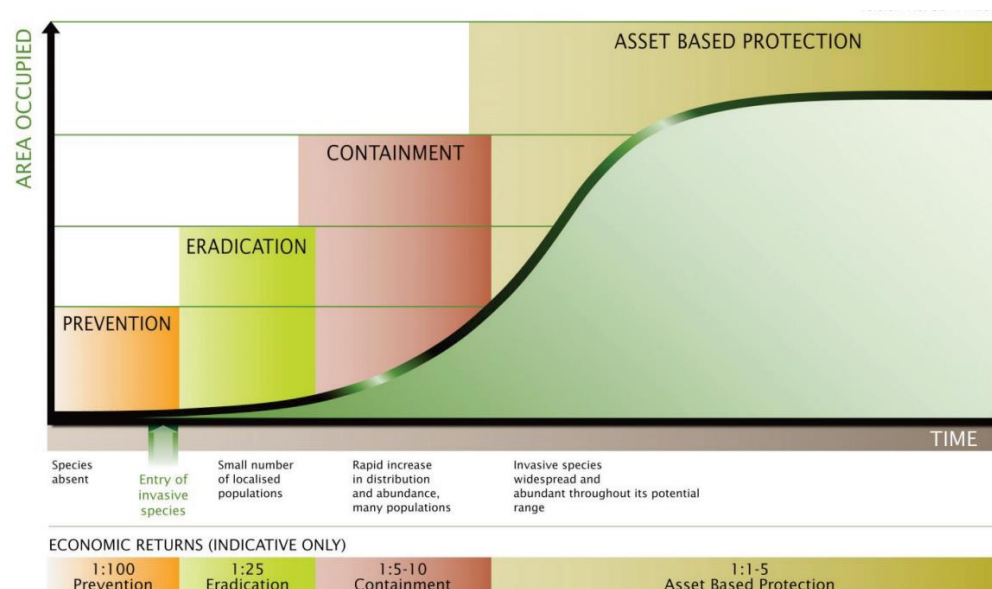 AREA OCCUPIED
ASSET BASED PROTECTION
CONTAINMENT
ERADICATION
PREVENTION
TIME
Species
absent
Entry of
invasive
species
Small number
of localised
populations
Rapid increase
in distribution
and abundance,
many populations
Invasive species
widespread and
abundant throughout its potential
range
ECONOMIC RETURNS (INDICATIVE ONLY)
1:100
Prevention
1:25
Eradication
1:5-10
Containment
1:1-5
Asset Based Protection